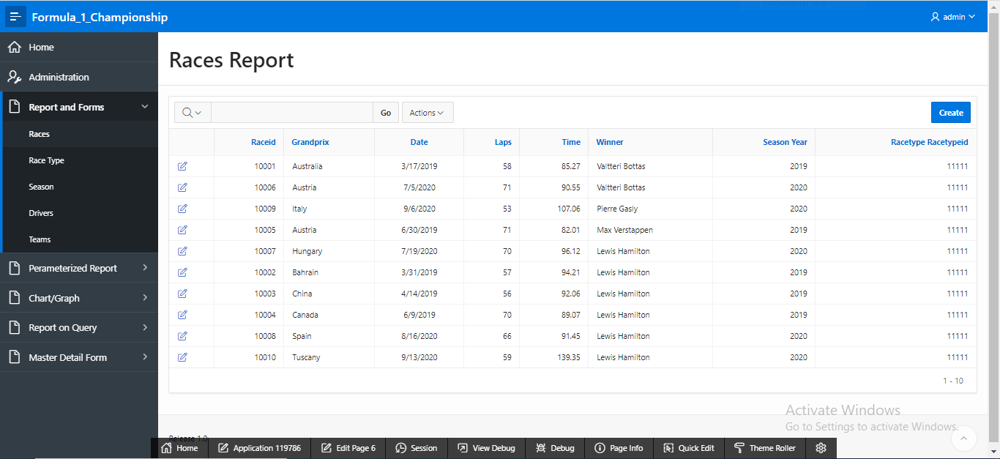 Formula_1_Championship
admin
Home
Administration
Report and Forms
Races
Race Type
Season
Drivers
Teams
Perameterized Report
Chart/Graph
Report on Query
Master Detail Form
Races Report
Go Actions Create
Raceid Grandprix Date Laps Time Winner Season Year Racetype Racetypeid
10001 Australia 3/17/2019 58 85.27 Valtteri Bottas 2019 11111
10006 Austria 7/5/2020 71 90.55 Valtteri Bottas 2020 11111
10009 Italy 9/6/2020 53 107.06 Pierre Gasly 2020 11111
10005 Austria 6/30/2019 71 82.01 Max Verstappen 2019 11111
10007 Hungary 7/19/2020 70 96.12 Lewis Hamilton 2020 11111
10002 Bahrain 3/31/2019 57 94.21 Lewis Hamilton 2019 11111
10003 China 4/14/2019 56 92.06 Lewis Hamilton 2019 11111
10004 Canada 6/9/2019 70 89.07 Lewis Hamilton 2019 11111
10008 Spain 8/16/2020 66 91.45 Lewis Hamilton 2020 11111
10010 Tuscany 9/13/2020 59 139.35 Lewis Hamilton 2020 11111
1 - 10
Activate Windows
Go to Settings to activate Windows.
Release 1.0
Home Application 119786 Edit Page 6 Session View Debug Debug Page Info Quick Edit Theme Roller